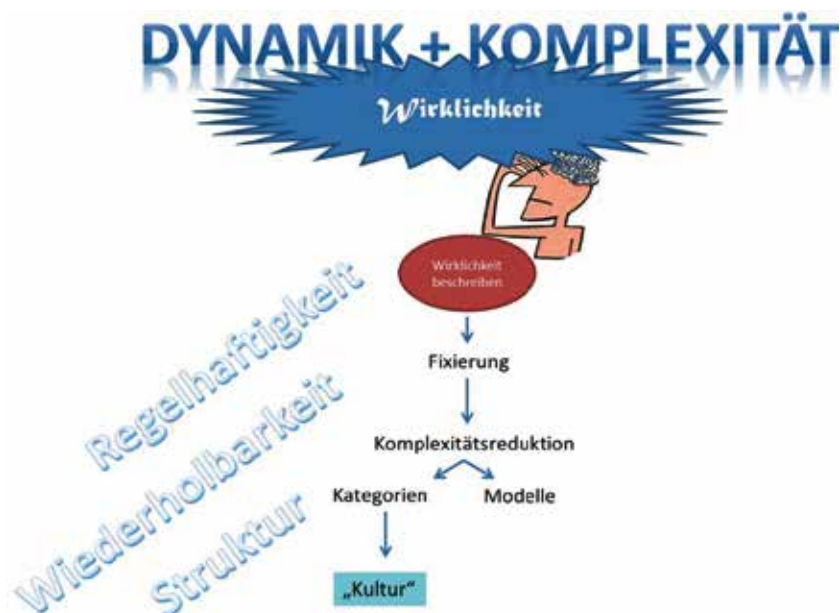 DYNAMIK + KOMPLEXITÄT
Wirklichkeit
Wirklichkeit
beschreiben
Fixierung
Komplexitätsreduktion
Kategorien
Modelle
„Kultur“
Regelhaftigkeit
Wiederholbarkeit
Struktur